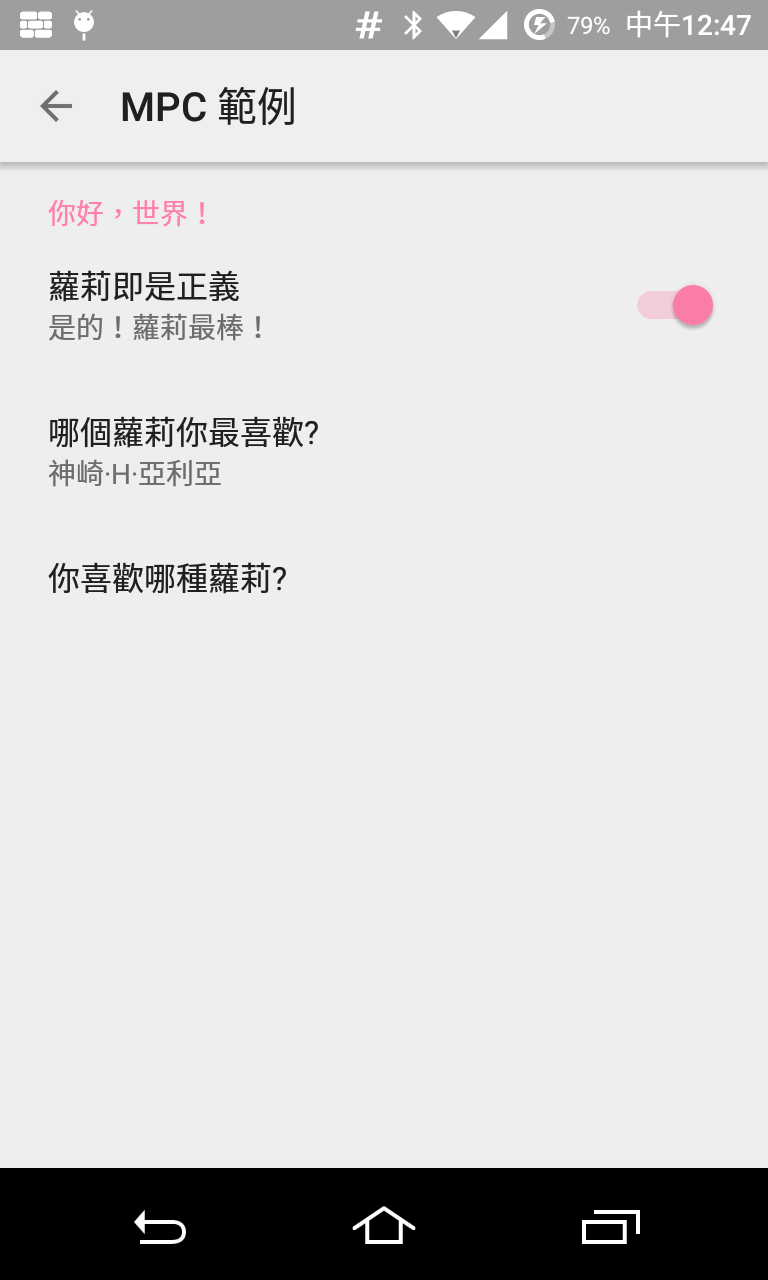 79% 中午12:47
MPC 範例
你好，世界！
蘿莉即是正義
是的！蘿莉最棒！
哪個蘿莉你最喜歡?
神崎·H·亞利亞
你喜歡哪種蘿莉?